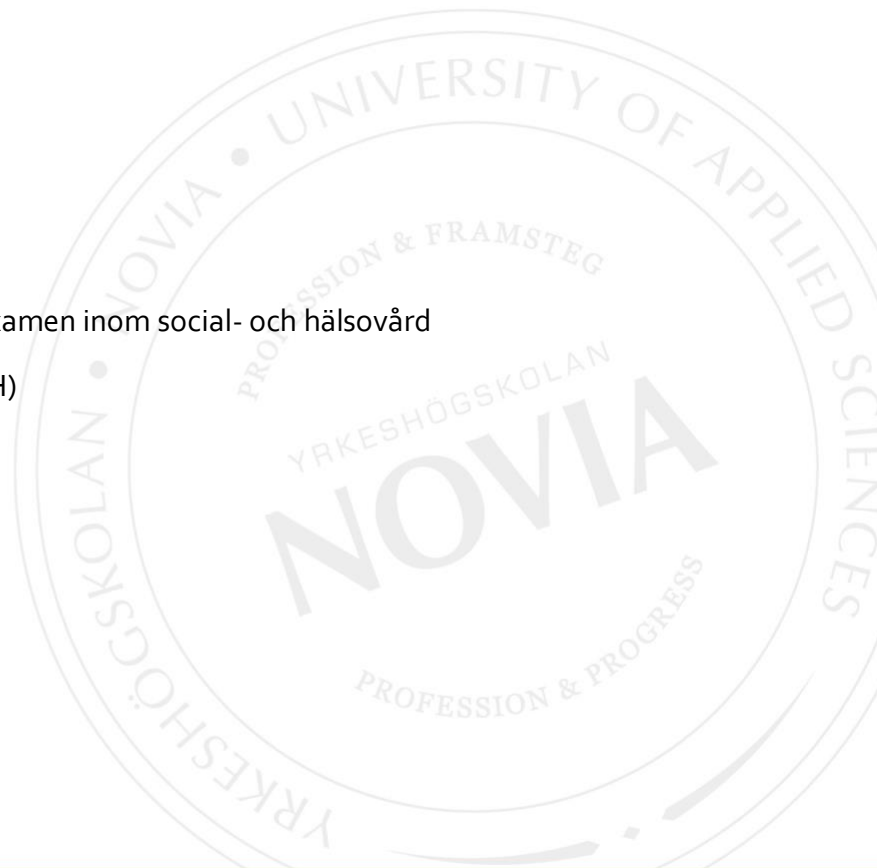 UNIVERSITY OF APPLIED SCIENCES
YRKESHÖGSKOLAN • NOVIA •
PROFESSION & FRAMSTEG
amen inom social- och hälsovård
H)
YRKESHÖGSKOLAN
NOVIA
PROFESSION & PROGRESS